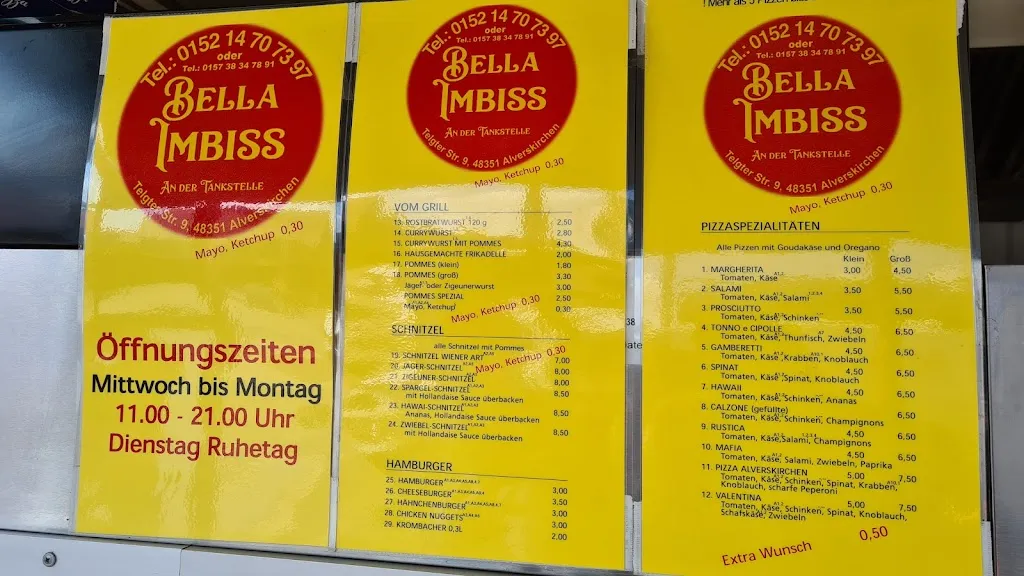 Tel.: 0152 14 70 73 97
oder
Tel.: 0157 38 34 78 91
BELLA
IMBISS
AN DER TANKSTELLE
Telgter Str. 9, 48351 Alverskirchen
Mayo, Ketchup 0,30
Öffnungszeiten
Mittwoch bis Montag
11.00 - 21.00 Uhr
Dienstag Ruhetag
Tel.: 0152 14 70 73 97
oder
Tel.: 0157 38 34 78 91
BELLA
IMBISS
AN DER TANKSTELLE
Telgter Str. 9, 48351 Alverskirchen
Mayo, Ketchup 0,30
VOM GRILL
13. ROSTBRATWURST 120 g 2,50
14. CURRYWURST 2,80
15. CURRYWURST MIT POMMES 4,30
16. HAUSGEMACHTE FRIKADELLE 2,00
17. POMMES (klein) 1,80
18. POMMES (groß) 3,30
Jäger oder Zigeunerwurst 3,00
POMMES SPEZIAL 2,50
Mayo, Ketchup 0,30
Mayo, Ketchup 0,30
SCHNITZEL
alle Schnitzel mit Pommes
19. SCHNITZEL WIENER ART 7,00
Mayo, Ketchup 0,30
20. JÄGER-SCHNITZEL 8,00
21. ZIGEUNER-SCHNITZEL 8,00
22. SPARGEL-SCHNITZEL 8,50
mit Hollandaise Sauce überbacken
23. HAWAI-SCHNITZEL 8,50
Ananas, Hollandaise Sauce überbacken
24. ZWIEBEL-SCHNITZEL 8,50
mit Hollandaise Sauce überbacken
HAMBURGER
25. HAMBURGER 3,00
26. CHEESEBURGER 3,50
27. HÄHNCHENBURGER 3,00
28. CHICKEN NUGGETS 3,00
29. KROMBACHER 0,3L 2,00
! Mehr als 5 Pizzen
Tel.: 0152 14 70 73 97
oder
Tel.: 0157 38 34 78 91
BELLA
IMBISS
AN DER TANKSTELLE
Telgter Str. 9, 48351 Alverskirchen
Mayo, Ketchup 0,30
PIZZASPEZIALITÄTEN
Alle Pizzen mit Goudakäse und Oregano
Klein Groß
1. MARGHERITA 3,00 4,50
Tomaten, Käse
2. SALAMI 3,50 5,50
Tomaten, Käse, Salami
3. PROSCIUTTO 3,50 5,50
Tomaten, Käse, Schinken
4. TONNO e CIPOLLE 4,50 6,50
Tomaten, Käse, Thunfisch, Zwiebeln
5. GAMBERETTI 4,50 6,50
Tomaten, Käse, Krabben, Knoblauch
6. SPINAT 4,50 6,50
Tomaten, Käse, Spinat, Knoblauch
7. HAWAII 4,50 6,50
Tomaten, Käse, Schinken, Ananas
8. CALZONE (gefüllte) 6,50
Tomaten, Käse, Schinken, Champignons
9. RUSTICA 4,50 6,50
Tomaten, Käse, Salami, Champignons
10. MAFIA 4,50 6,50
Tomaten, Käse, Salami, Zwiebeln, Paprika
11. PIZZA ALVERSKIRCHEN 5,00 7,50
Tomaten, Käse, Schinken, Spinat, Krabben,
Knoblauch, scharfe Peperoni
12. VALENTINA 5,00 7,50
Tomaten, Käse, Schinken, Spinat, Knoblauch,
Schafskäse, Zwiebeln
Extra Wunsch 0,50